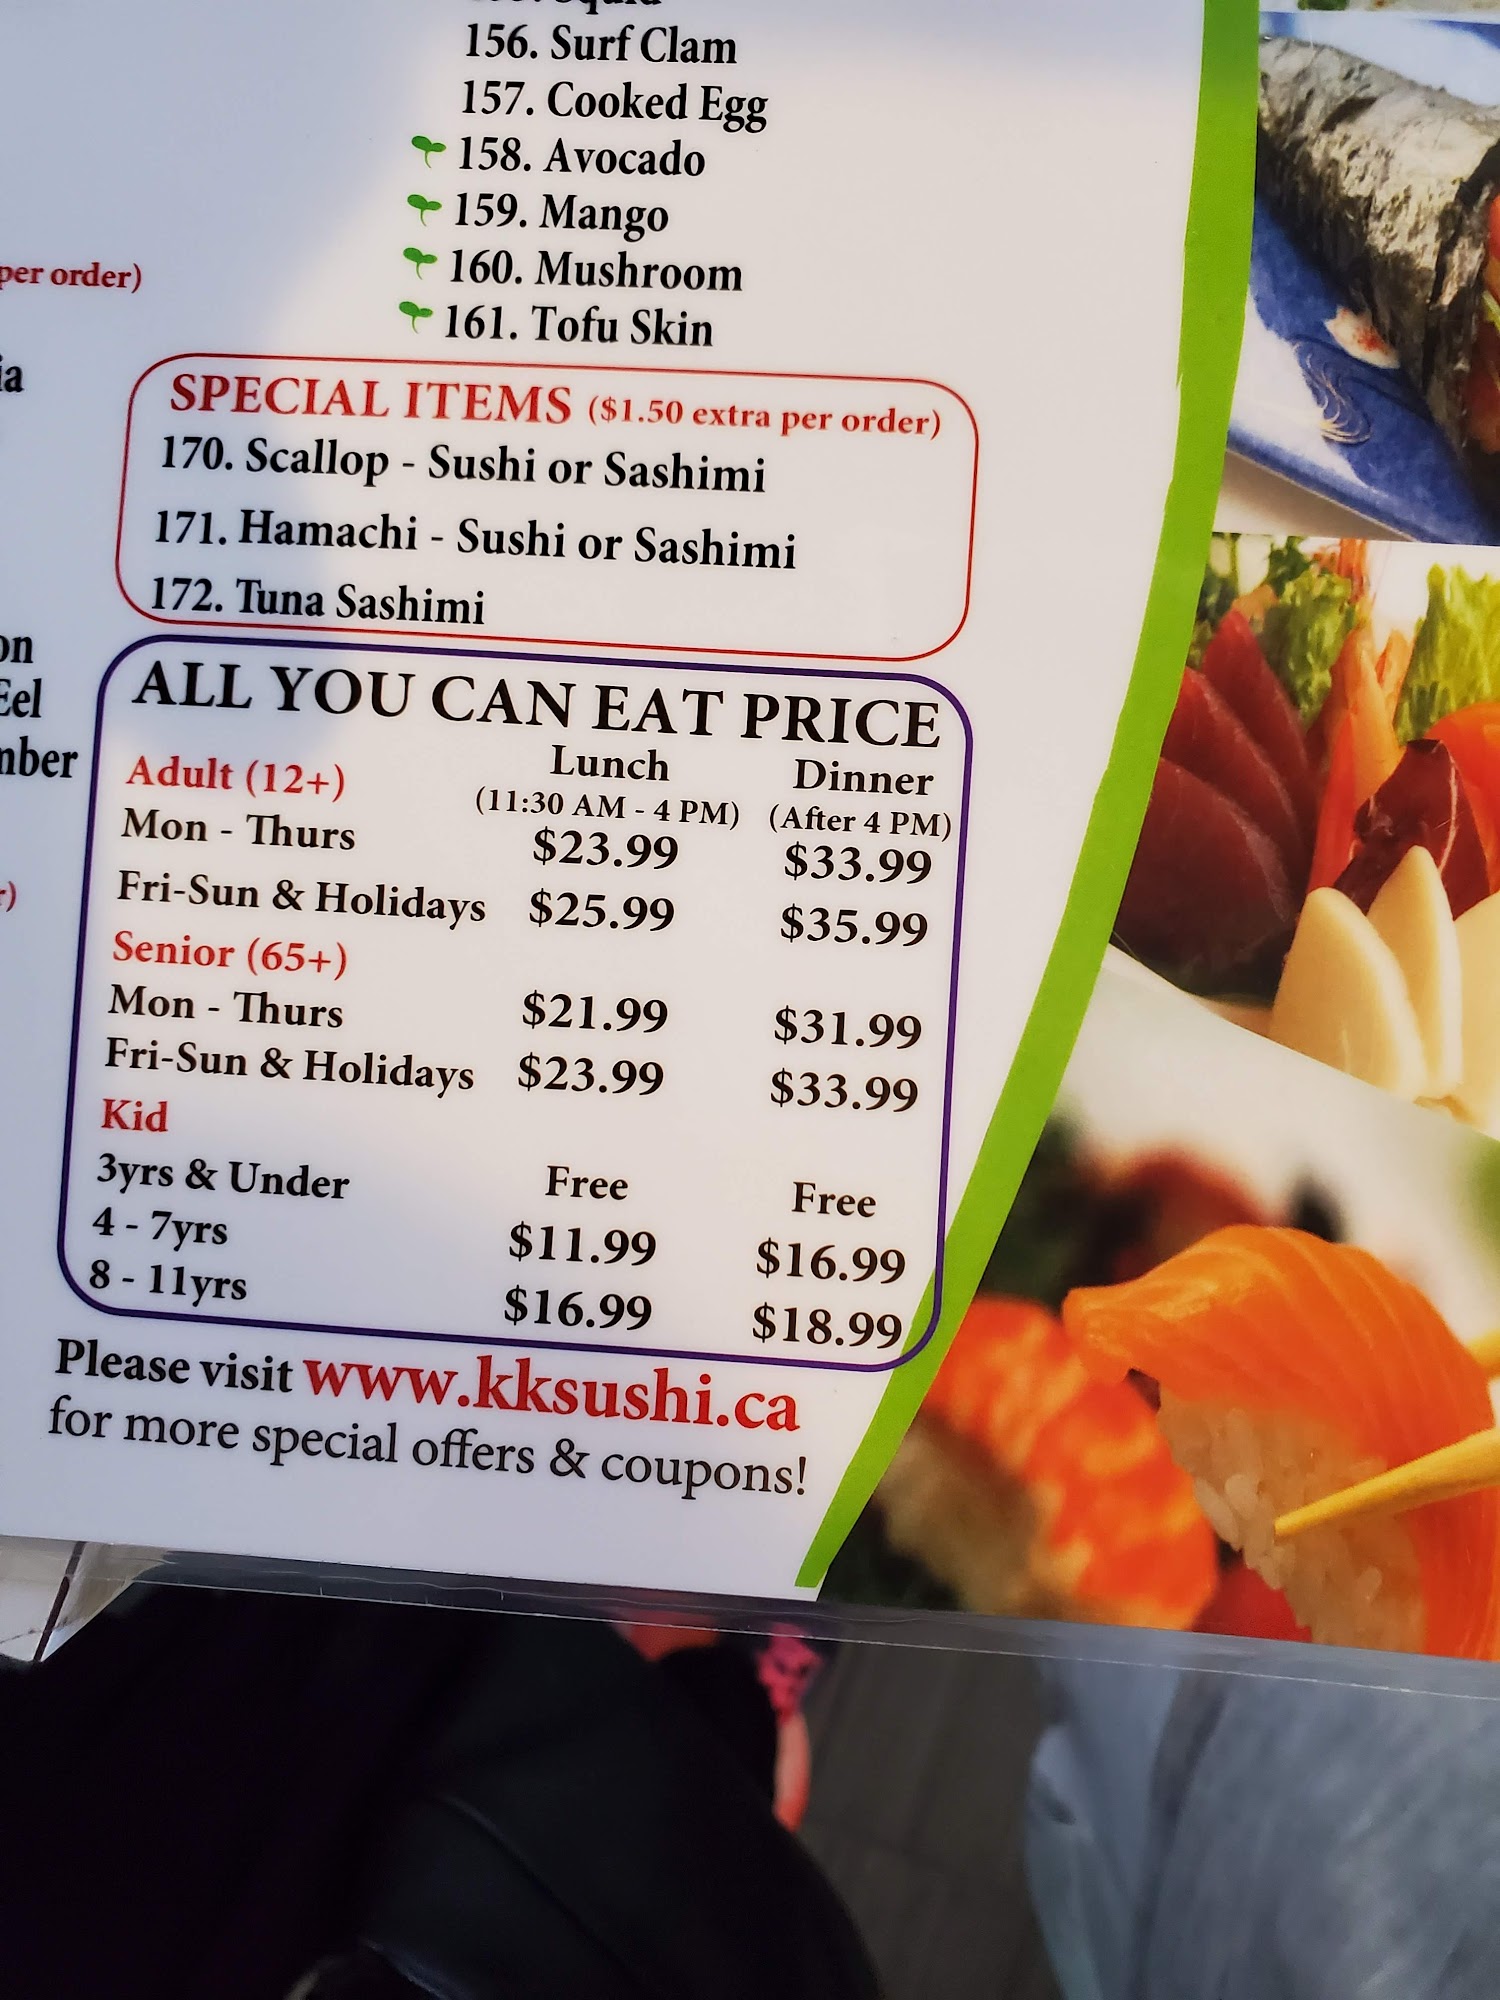 156. Surf Clam
157. Cooked Egg
158. Avocado
159. Mango
160. Mushroom
161. Tofu Skin
per order)
SPECIAL ITEMS ($1.50 extra per order)
170. Scallop - Sushi or Sashimi
171. Hamachi - Sushi or Sashimi
172. Tuna Sashimi
Eel
ALL YOU CAN EAT PRICE
Lunch Dinner
Adult (12+) (11:30 AM - 4 PM) (After 4 PM)
Mon - Thurs $23.99 $33.99
Fri-Sun & Holidays $25.99 $35.99
Senior (65+)
Mon - Thurs $21.99 $31.99
Fri-Sun & Holidays $23.99 $33.99
Kid
3yrs & Under Free Free
4 - 7yrs $11.99 $16.99
8 - 11yrs $16.99 $18.99
Please visit www.kksushi.ca
for more special offers & coupons!